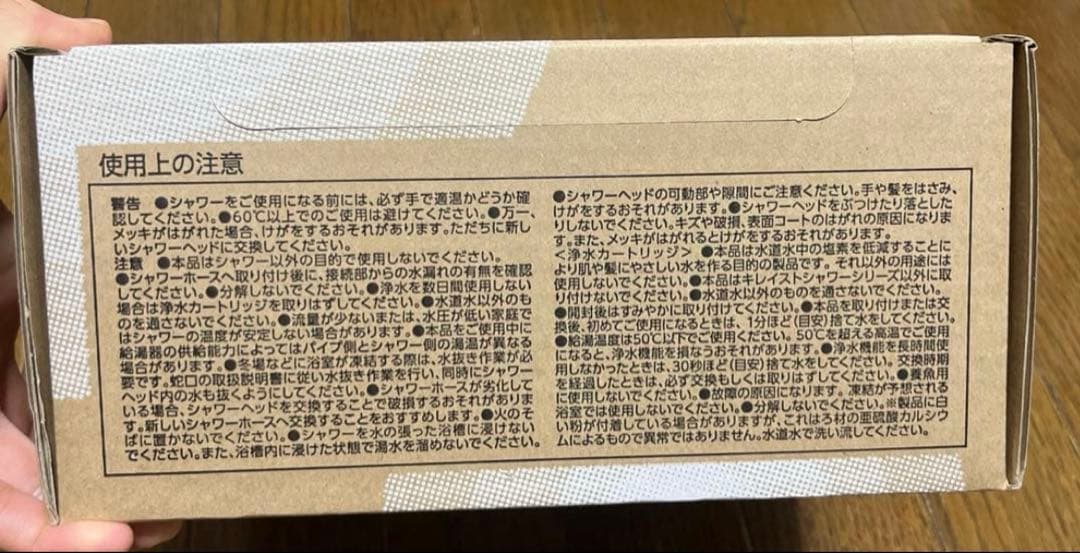 使用上の注意
警告 ●シャワーをご使用になる前には、必ず手で適温かどうか確
認してください。●60℃以上でのご使用は避けてください。●万一、
メッキがはがれた場合、けがをするおそれがあります。ただちに新し
いシャワーヘッドに交換してください。
注意 ●本品はシャワー以外の目的で使用しないでください。
●シャワーホースへ取り付け後に、接続部からの水漏れの有無を確認
してください。●分解しないでください。●浄水を数日間使用しない
場合は浄水カートリッジを取りはずしてください。●水道水以外のも
のを通さないでください。●流量が少ないまたは、水圧が低い家庭で
はシャワーの温度が安定しない場合があります。●本品をご使用中に
給湯器の供給能力によってはバイプ側とシャワー側の湯温が異なる
場合があります。●冬場などに浴室が凍結する際は、水抜き作業が必
要です。蛇口の取扱説明書に従い水抜き作業を行い、同時にシャワー
ヘッド内の水も抜くようにしてください。●シャワーホースが劣化して
いる場合、シャワーヘッドを交換することで破損するおそれがありま
す。新しいシャワーホースへ交換することをおすすめします。●火のそ
ばに置かないでください。●シャワーを水の張った浴槽に浸けない
でください。また、浴槽内に浸けた状態で湯水を溜めないでください。
●シャワーヘッドの可動部や隙間にご注意ください。手や髪をはさみ、
けがをするおそれがあります。●シャワーヘッドをぶつけたり落とした
りしないでください。キズや破損、表面コートのはがれの原因になりま
す。また、メッキがはがれるとけがをするおそれがあります。
＜浄水カートリッジ＞ ●本品は水道水中の塩素を低減することに
より肌や髪にやさしい水を作る目的の製品です。それ以外の用途には
使用しないでください。●本品はキレイストシャワーシリーズ以外に取
り付けないでください。●水道水以外のものを通さないでください。
●開封後はすみやかに取り付けてください。●本品を取り付けまたは交
換後、初めてご使用になるときは、1分ほど(目安)捨て水をしてください。
●給湯温度は50℃以下でご使用ください。50℃を超える高温でご使用
になると、浄水機能を損なうおそれがあります。●浄水機能を長時間使
用しなかったときは、30秒ほど(目安)捨て水をしてください。交換時期
を経過したときは、必ず交換もしくは取りはずしてください。●養魚用
に使用しないでください。●故障の原因になります。凍結が予想される
浴室では使用しないでください。●分解しないでください。※製品に白
い粉が付着している場合がありますが、これはろ材の亜硫酸カルシウ
ムによるもので異常ではありません。水道水で洗い流してください。